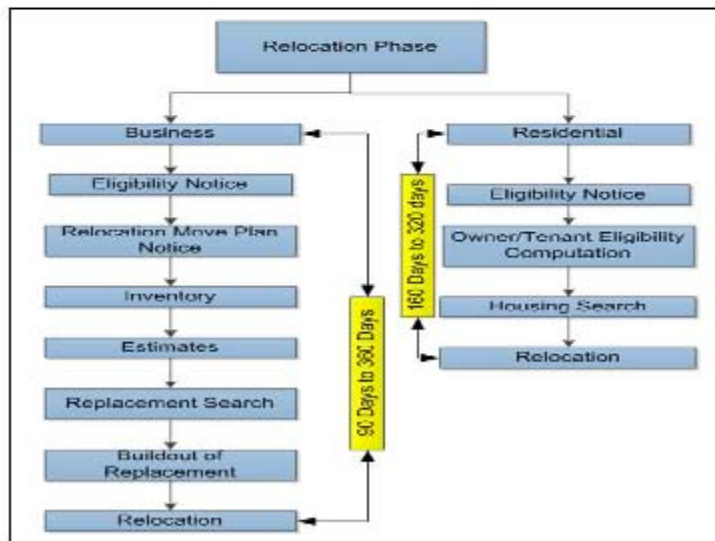 Relocation Phase
Business
Eligibility Notice
Relocation Move Plan
Notice
Inventory
Estimates
Replacement Search
Buildout of
Replacement
Relocation
90 Days to 360 Days
Residential
Eligibility Notice
Owner/Tenant Eligibility
Computation
Housing Search
Relocation
160 Days to 320 days